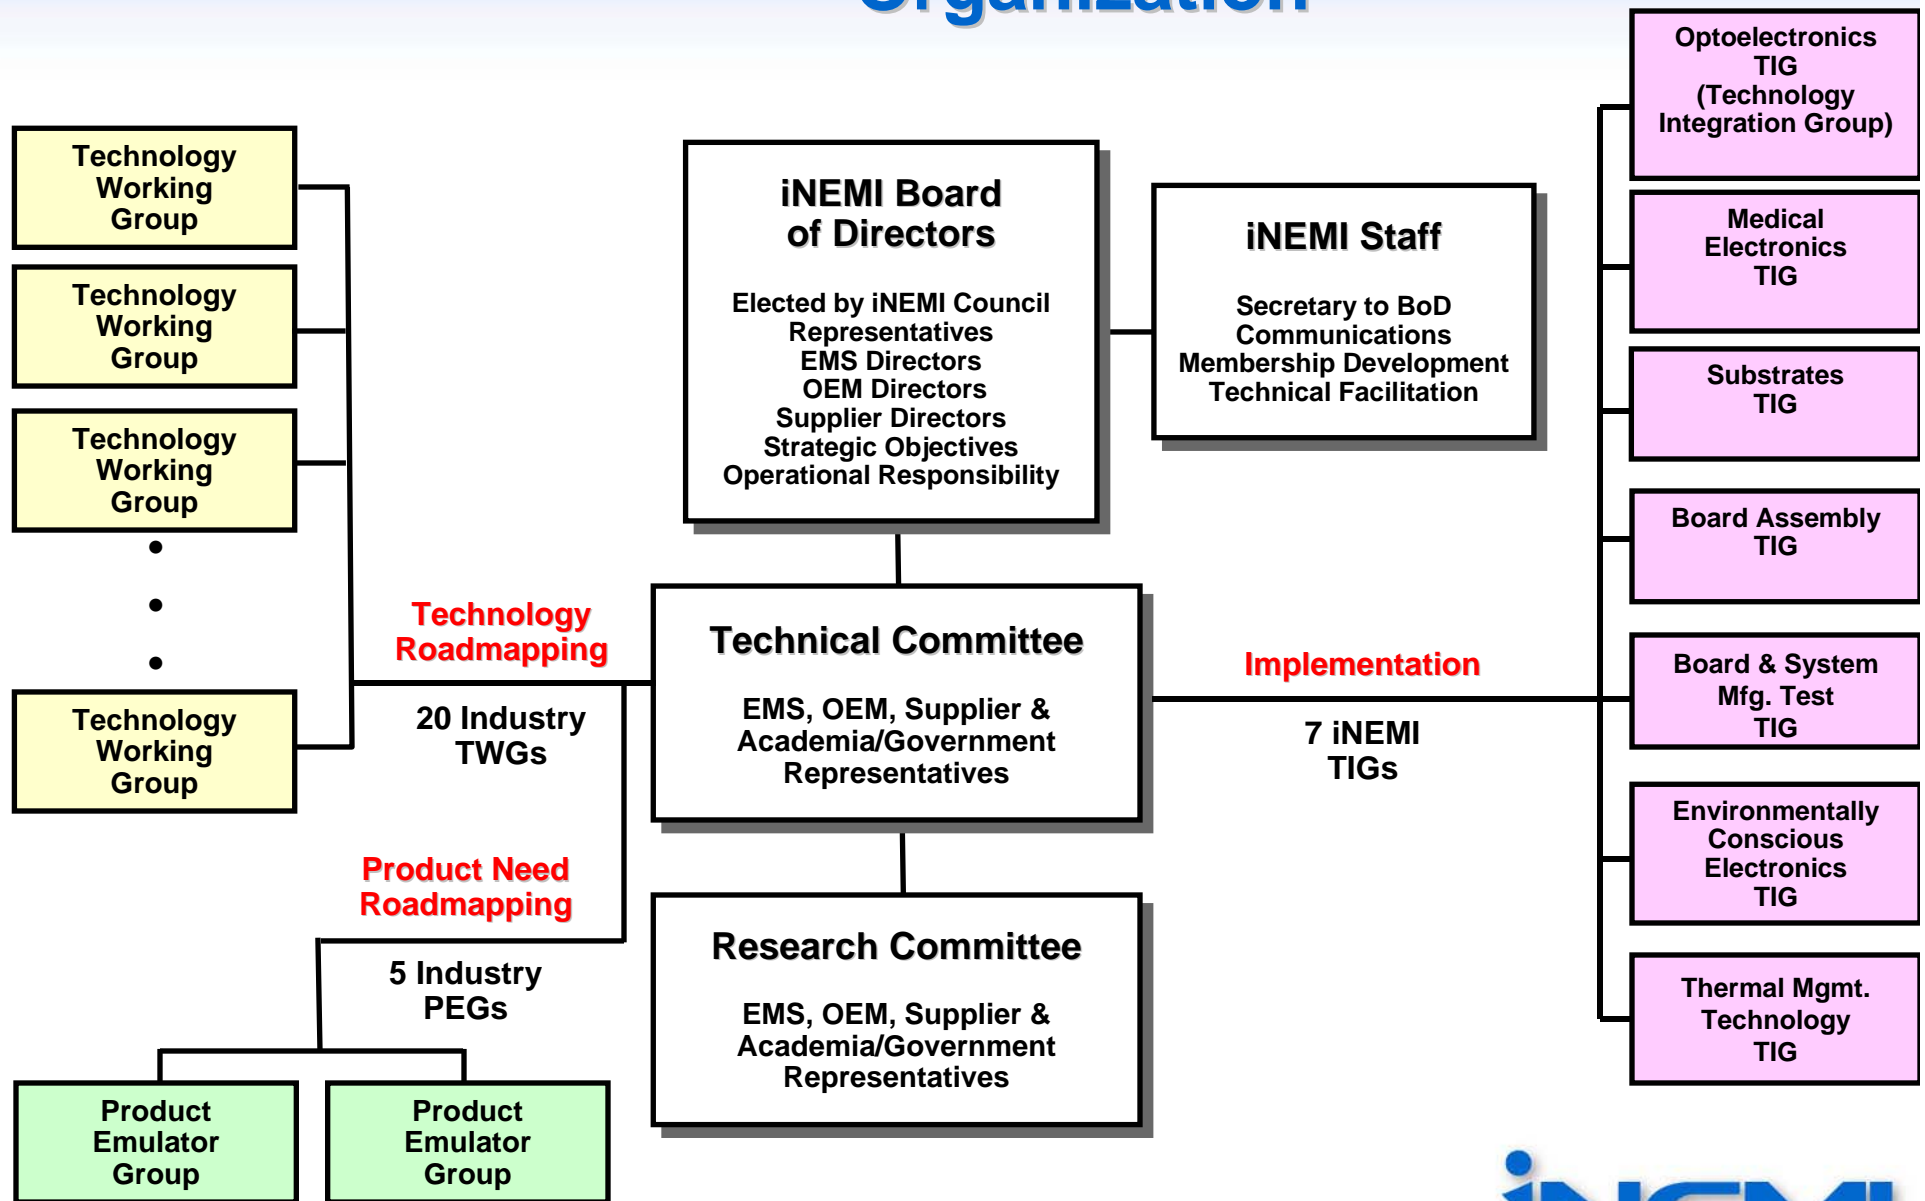 Organization
Technology
Working
Group
Technology
Working
Group
Technology
Working
Group
•
•
•
Technology
Working
Group
Technology
Roadmapping
20 Industry
TWGs
Product Need
Roadmapping
5 Industry
PEGs
Product
Emulator
Group
Product
Emulator
Group
iNEMI Board
of Directors
Elected by iNEMI Council
Representatives
EMS Directors
OEM Directors
Supplier Directors
Strategic Objectives
Operational Responsibility
iNEMI Staff
Secretary to BoD
Communications
Membership Development
Technical Facilitation
Technical Committee
EMS, OEM, Supplier &
Academia/Government
Representatives
Research Committee
EMS, OEM, Supplier &
Academia/Government
Representatives
Implementation
7 iNEMI
TIGs
Optoelectronics
TIG
(Technology
Integration Group)
Medical
Electronics
TIG
Substrates
TIG
Board Assembly
TIG
Board & System
Mfg. Test
TIG
Environmentally
Conscious
Electronics
TIG
Thermal Mgmt.
Technology
TIG
iNEMI